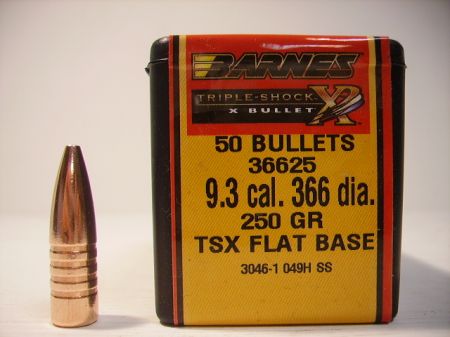 BARNES
TRIPLE-SHOCK
X BULLET
X
50 BULLETS
36625
9.3 cal. 366 dia.
250 GR
TSX FLAT BASE
3046-1 049H SS